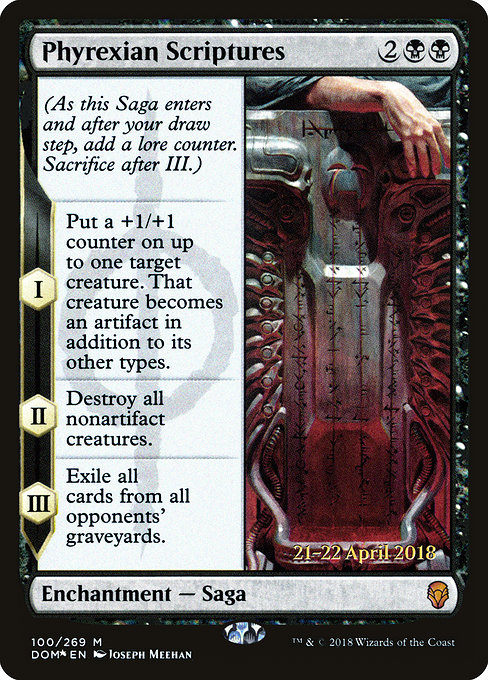 Phyrexian Scriptures 2
(As this Saga enters
and after your draw
step, add a lore counter.
Sacrifice after III.)
I
Put a +1/+1
counter on up
to one target
creature. That
creature becomes
an artifact in
addition to its
other types.
II
Destroy all
nonartifact
creatures.
III
Exile all
cards from all
opponents'
graveyards.
21-22 April 2018
Enchantment — Saga
100/269 M
DOM★EN Joseph Meehan
™ & © 2018 Wizards of the Coast